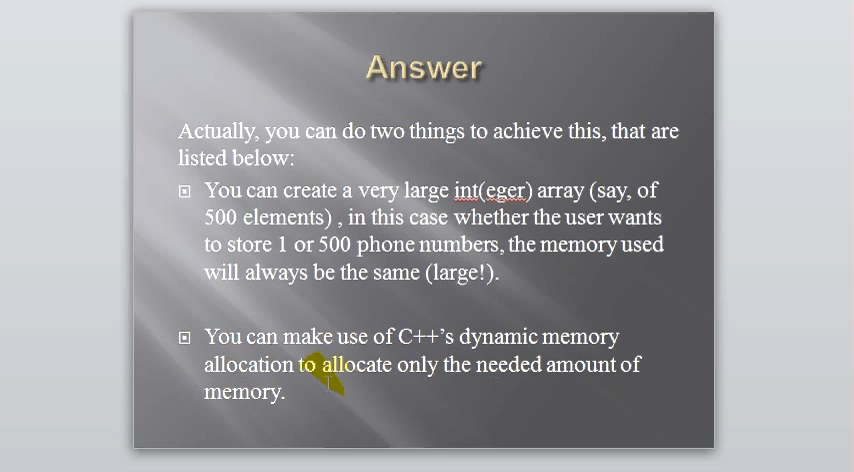 Answer
Actually, you can do two things to achieve this, that are
listed below:
You can create a very large int(eger) array (say, of
500 elements) , in this case whether the user wants
to store 1 or 500 phone numbers, the memory used
will always be the same (large!).
You can make use of C++’s dynamic memory
allocation to allocate only the needed amount of
memory.